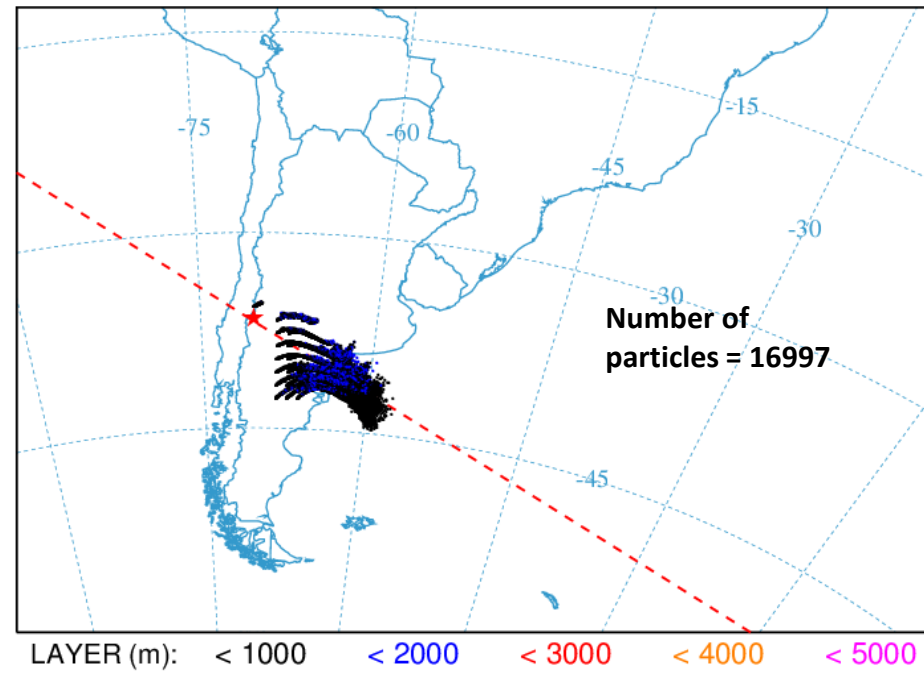 -15
-75
-60
-45
-30
-30
Number of
particles = 16997
-45
LAYER (m): < 1000 < 2000 < 3000 < 4000 < 5000